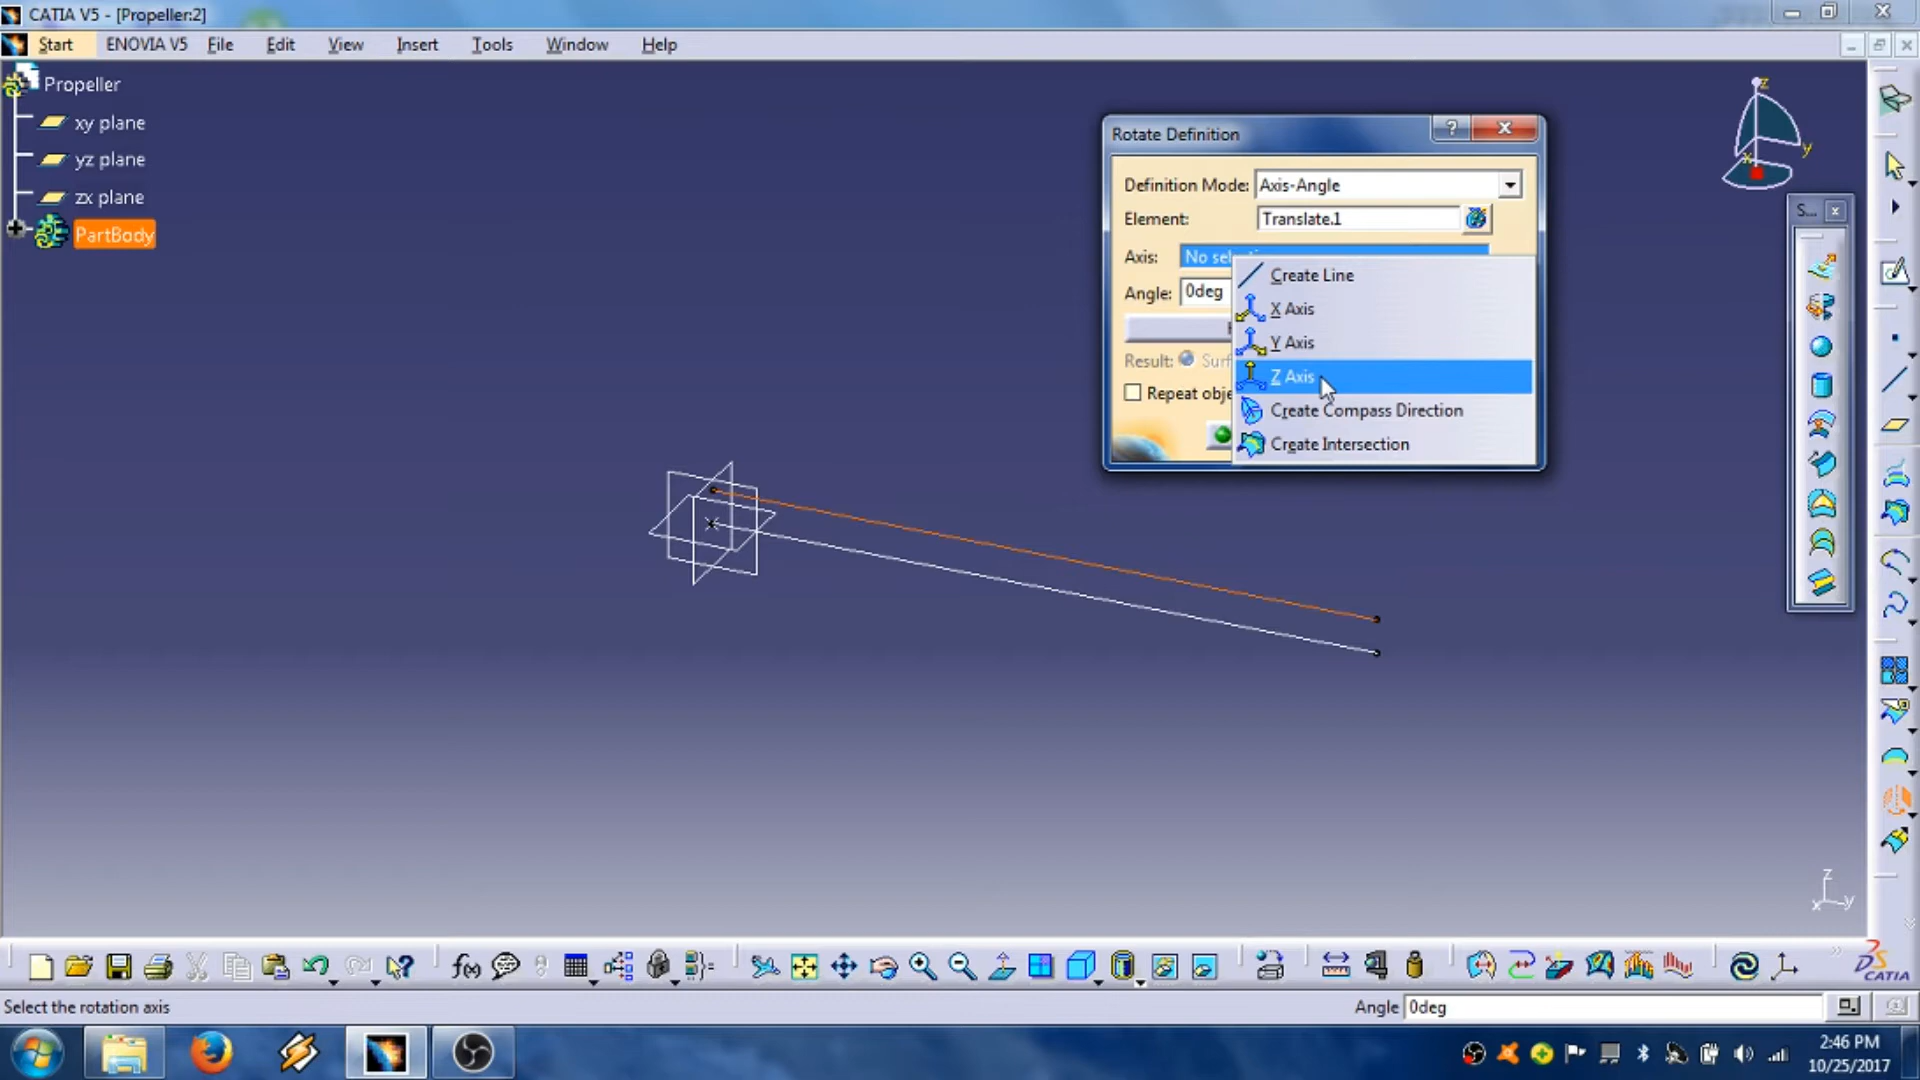 CATIA V5 - [Propeller:2]
Start ENOVIA V5 File Edit View Insert Tools Window Help
Propeller
xy plane
yz plane
zx plane
PartBody
Rotate Definition
?
Definition Mode: Axis-Angle
Element: Translate.1
Axis: No sel
Angle: 0deg
Result: Surf
Repeat obje
Create Line
X Axis
Y Axis
Z Axis
Create Compass Direction
Create Intersection
z
y
x
S...
z
x y
f(x)
DS CATIA
Select the rotation axis
Angle 0deg
2:46 PM
10/25/2017